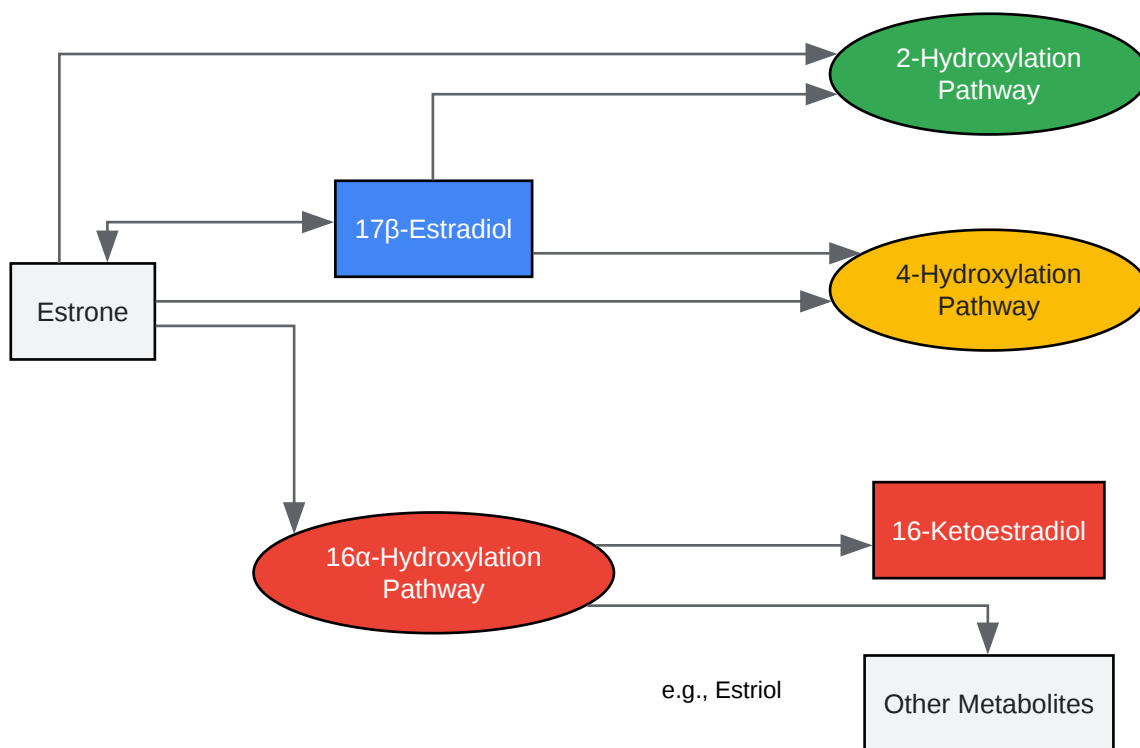 2-Hydroxylation
Pathway
17β-Estradiol
4-Hydroxylation
Pathway
Estrone
16-Ketoestradiol
16α-Hydroxylation
Pathway
e.g., Estriol
Other Metabolites